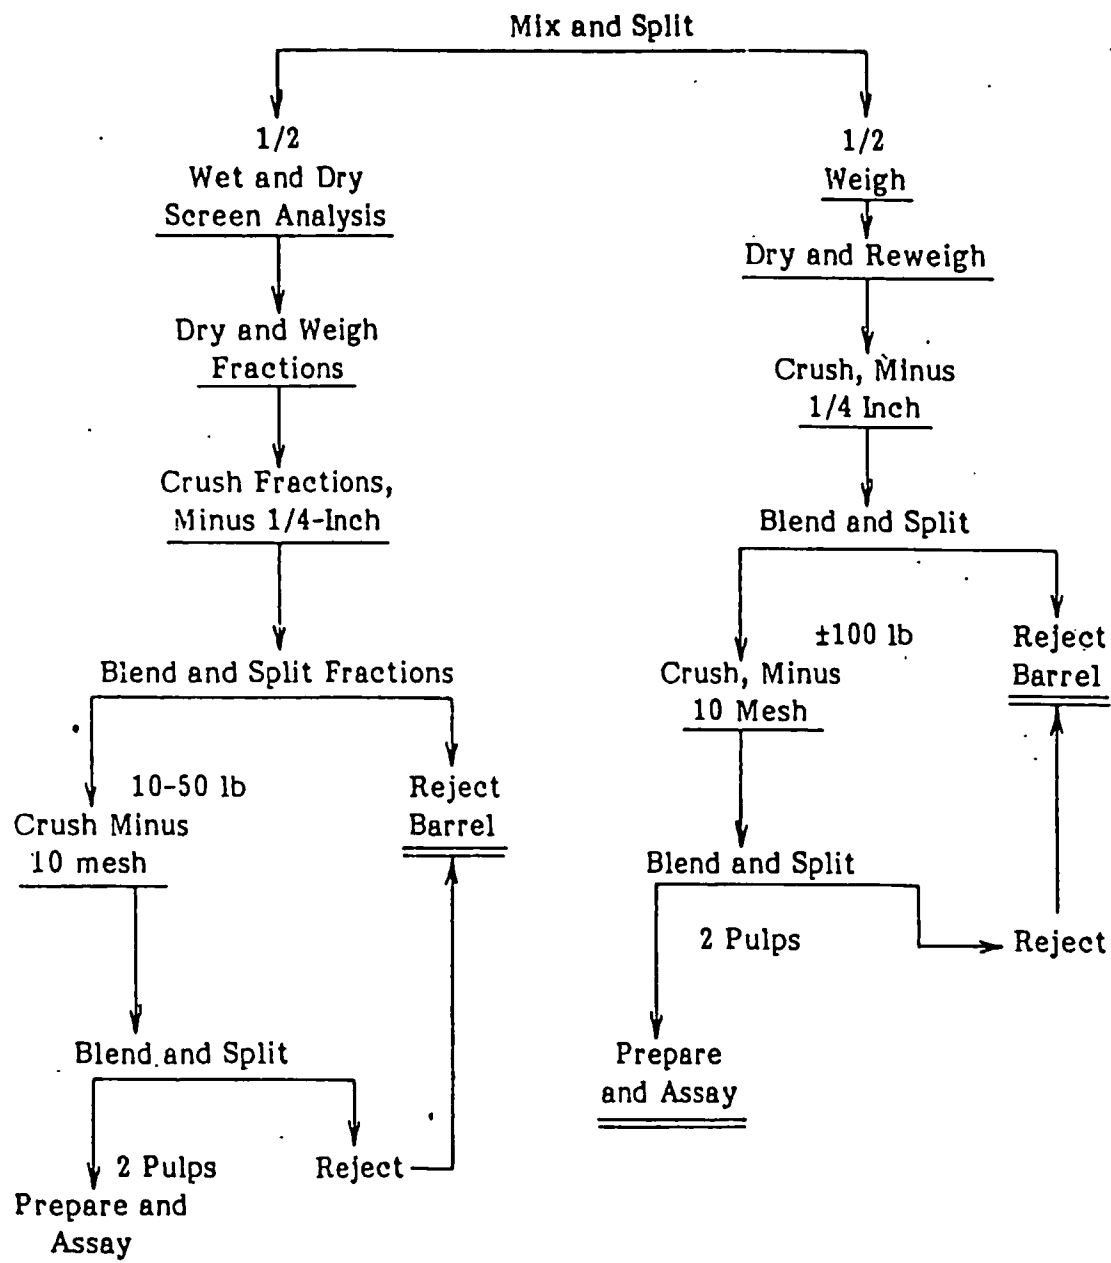 Mix and Split
1/2
Wet and Dry
Screen Analysis
Dry and Weigh
Fractions
Crush Fractions,
Minus 1/4-Inch
Blend and Split Fractions
10-50 lb
Crush Minus
10 mesh
Reject
Barrel
Blend and Split
2 Pulps
Reject
Prepare and
Assay
1/2
Weigh
Dry and Reweigh
Crush, Minus
1/4 Inch
Blend and Split
±100 lb
Crush, Minus
10 Mesh
Reject
Barrel
Blend and Split
2 Pulps
Reject
Prepare
and Assay